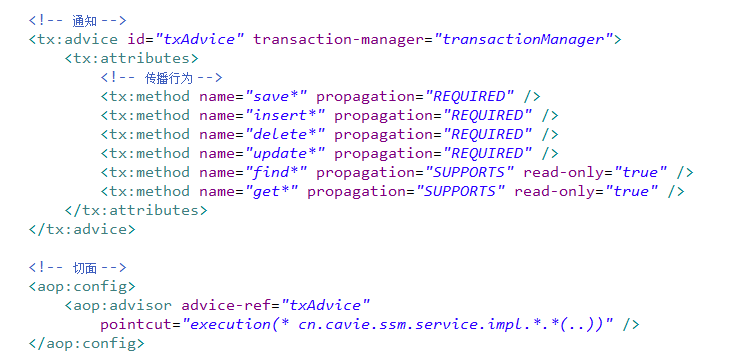 <!-- 通知 -->
<tx:advice id="txAdvice" transaction-manager="transactionManager">
<tx:attributes>
<!-- 传播行为 -->
<tx:method name="save*" propagation="REQUIRED" />
<tx:method name="insert*" propagation="REQUIRED" />
<tx:method name="delete*" propagation="REQUIRED" />
<tx:method name="update*" propagation="REQUIRED" />
<tx:method name="find*" propagation="SUPPORTS" read-only="true" />
<tx:method name="get*" propagation="SUPPORTS" read-only="true" />
</tx:attributes>
</tx:advice>
<!-- 切面 -->
<aop:config>
<aop:advisor advice-ref="txAdvice"
pointcut="execution(* cn.cavie.ssm.service.impl.*.*(..))" />
</aop:config>